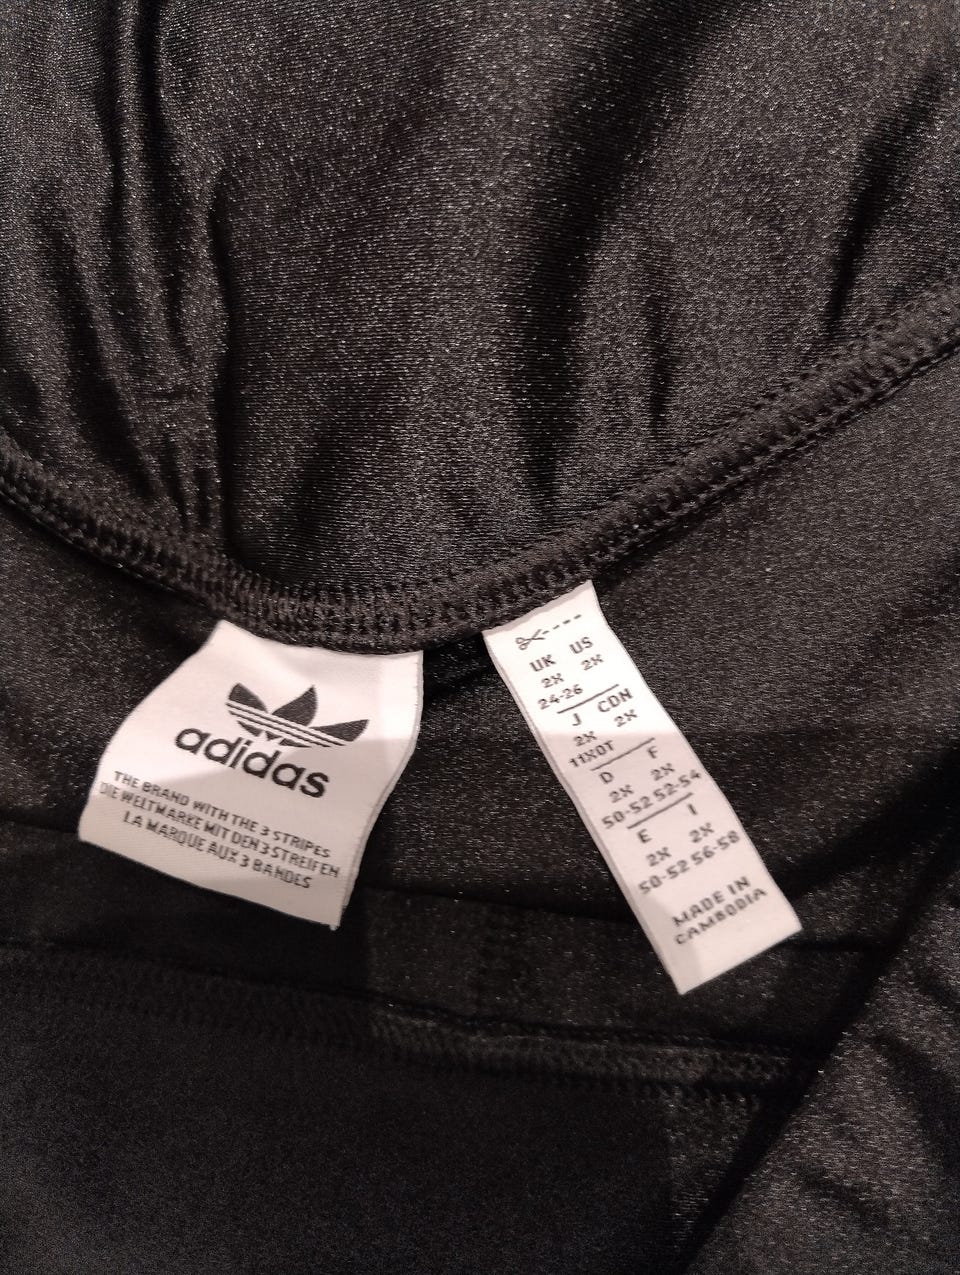 adidas
THE BRAND WITH THE 3 STRIPES
DIE WELTMARKE MIT DEN 3 STREIFEN
LA MARQUE AUX 3 BANDES
UK US
2X 2X
24-26
J CDN
2X 2X
11XOT
D F
2X 2X
50-52 52-54
E I
2X 2X
50-52 56-58
MADE IN
CAMBODIA